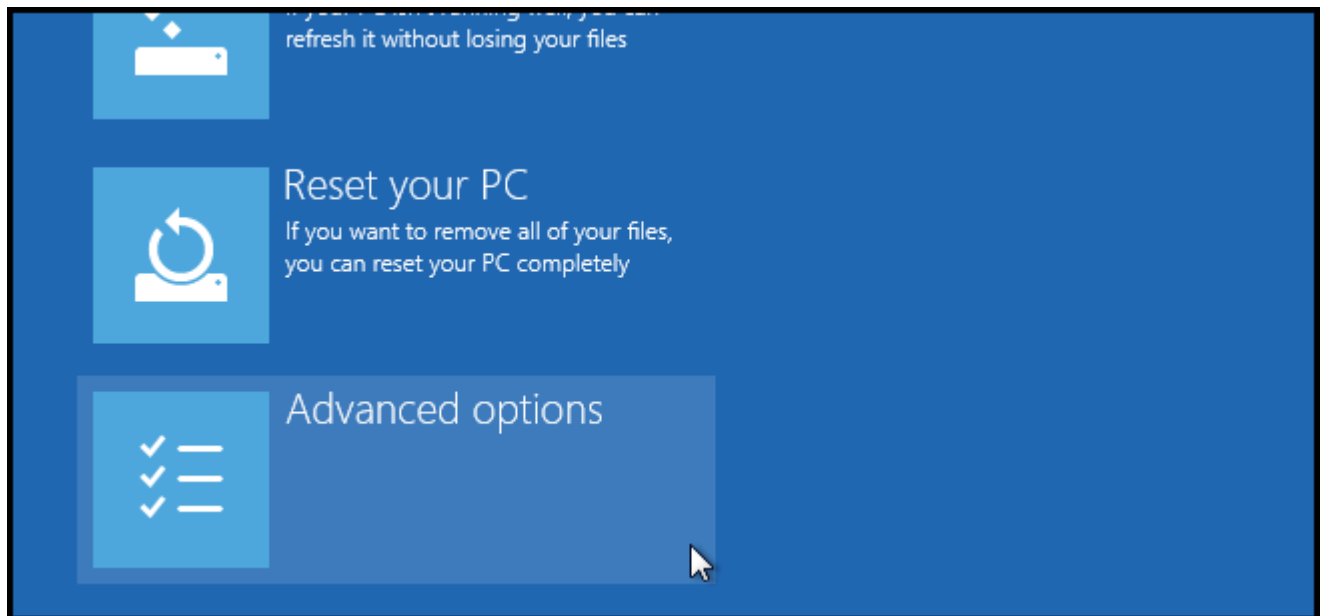 refresh it without losing your files
Reset your PC
If you want to remove all of your files,
you can reset your PC completely
Advanced options